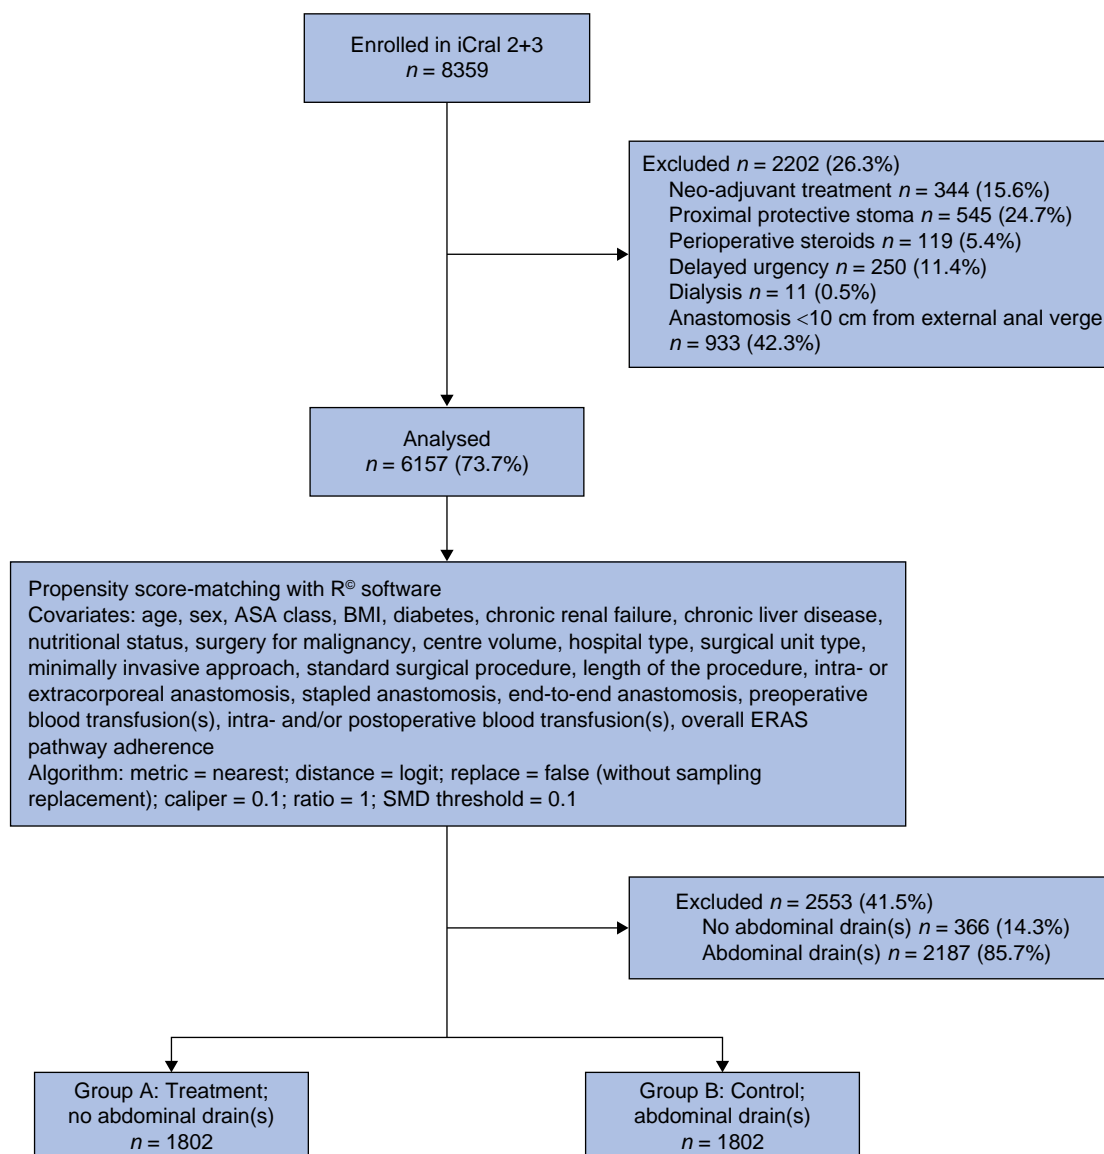 Enrolled in iCral 2+3
n = 8359
Excluded n = 2202 (26.3%)
Neo-adjuvant treatment n = 344 (15.6%)
Proximal protective stoma n = 545 (24.7%)
Perioperative steroids n = 119 (5.4%)
Delayed urgency n = 250 (11.4%)
Dialysis n = 11 (0.5%)
Anastomosis <10 cm from external anal verge
n = 933 (42.3%)
Analysed
n = 6157 (73.7%)
Propensity score-matching with R© software
Covariates: age, sex, ASA class, BMI, diabetes, chronic renal failure, chronic liver disease,
nutritional status, surgery for malignancy, centre volume, hospital type, surgical unit type,
minimally invasive approach, standard surgical procedure, length of the procedure, intra- or
extracorporeal anastomosis, stapled anastomosis, end-to-end anastomosis, preoperative
blood transfusion(s), intra- and/or postoperative blood transfusion(s), overall ERAS
pathway adherence
Algorithm: metric = nearest; distance = logit; replace = false (without sampling
replacement); caliper = 0.1; ratio = 1; SMD threshold = 0.1
Excluded n = 2553 (41.5%)
No abdominal drain(s) n = 366 (14.3%)
Abdominal drain(s) n = 2187 (85.7%)
Group A: Treatment;
no abdominal drain(s)
n = 1802
Group B: Control;
abdominal drain(s)
n = 1802